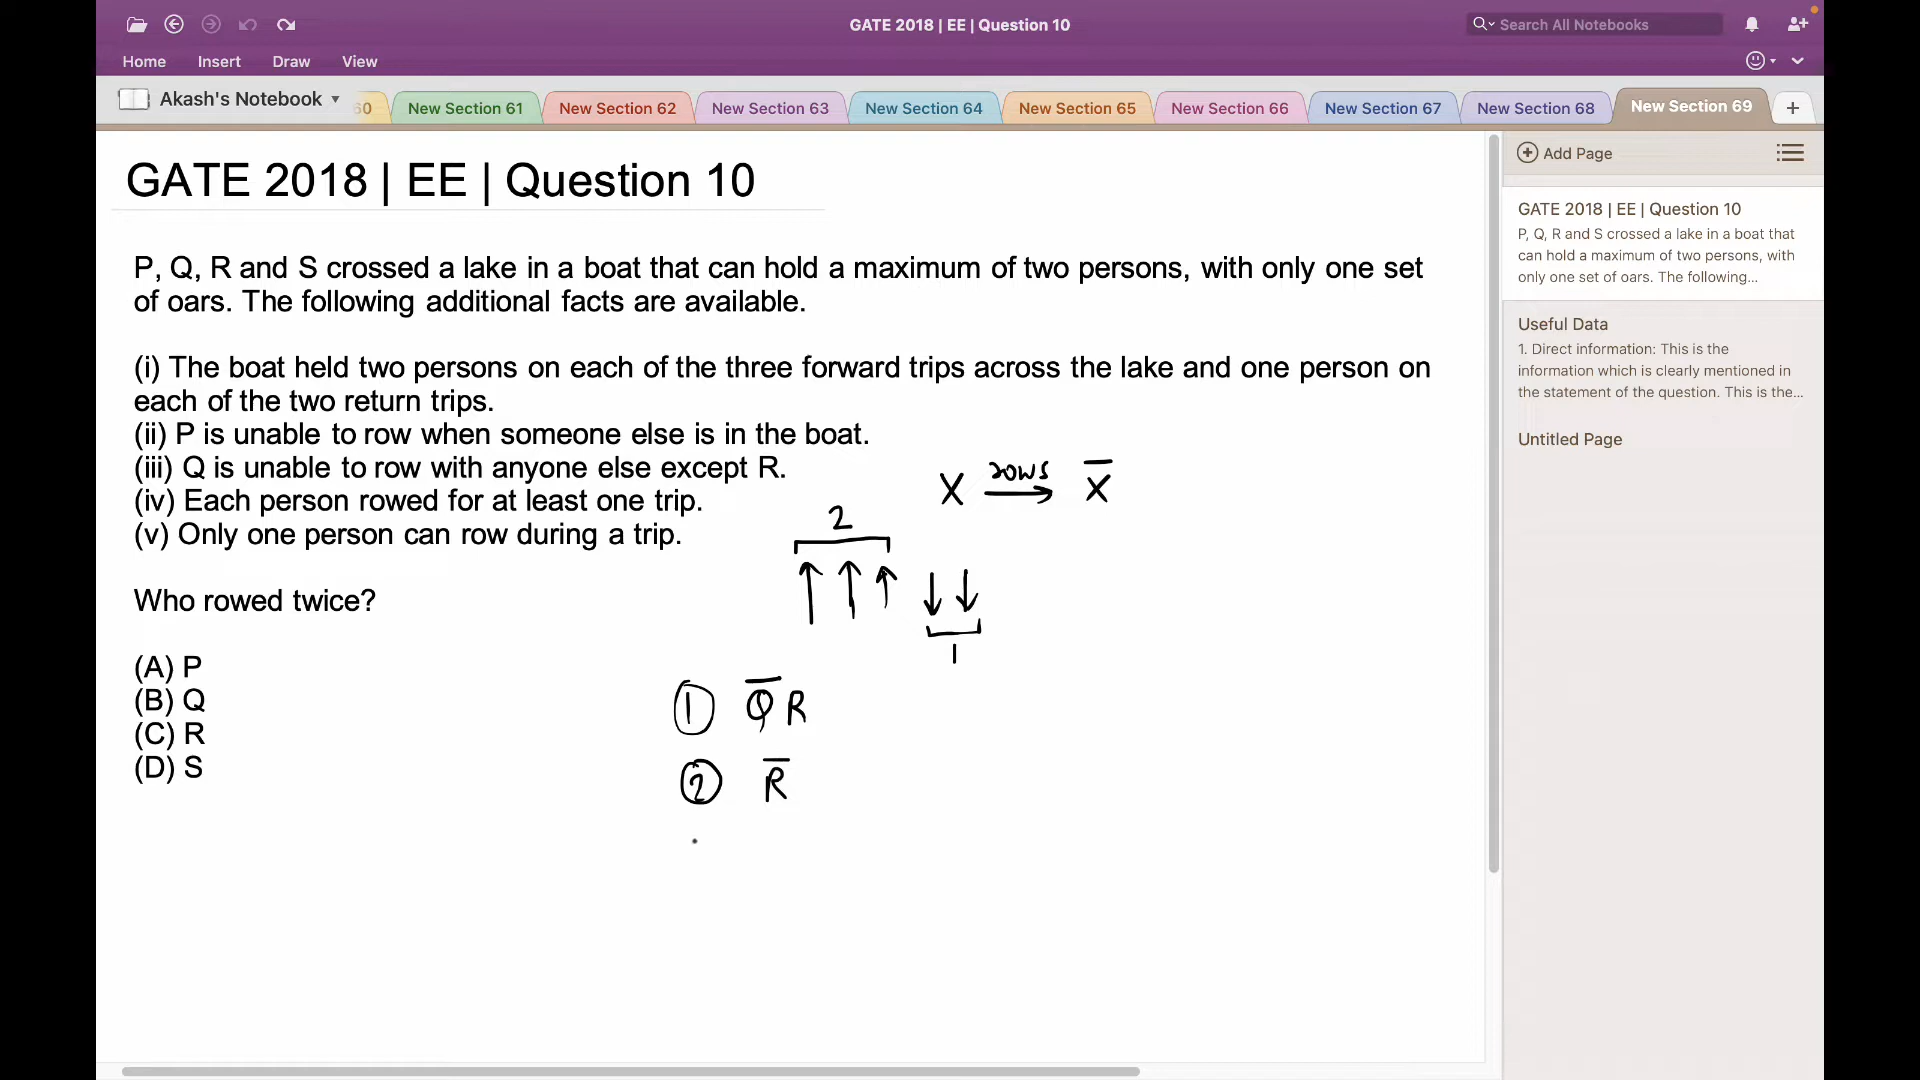 GATE 2018 | EE | Question 10
Search All Notebooks
Home Insert Draw View
Akash's Notebook
60 New Section 61 New Section 62 New Section 63 New Section 64 New Section 65 New Section 66 New Section 67 New Section 68 New Section 69 +
GATE 2018 | EE | Question 10
P, Q, R and S crossed a lake in a boat that can hold a maximum of two persons, with only one set
of oars. The following additional facts are available.
(i) The boat held two persons on each of the three forward trips across the lake and one person on
each of the two return trips.
(ii) P is unable to row when someone else is in the boat.
(iii) Q is unable to row with anyone else except R.
(iv) Each person rowed for at least one trip.
(v) Only one person can row during a trip.
Who rowed twice?
(A) P
(B) Q
(C) R
(D) S
X rows → X̅
2
↑ ↑ ↑ ↓ ↓
1
① Q̅ R
② R̅
Add Page
GATE 2018 | EE | Question 10
P, Q, R and S crossed a lake in a boat that
can hold a maximum of two persons, with
only one set of oars. The following...
Useful Data
1. Direct information: This is the
information which is clearly mentioned in
the statement of the question. This is the...
Untitled Page